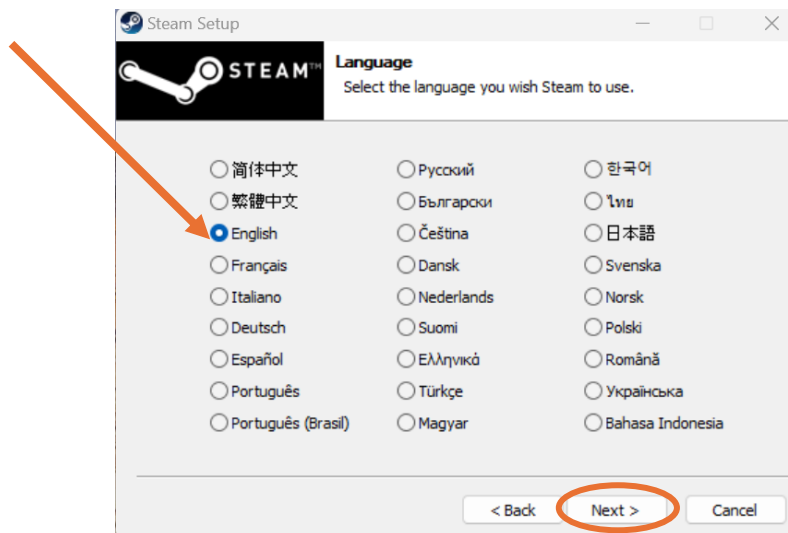 Steam Setup
STEAM™
Language
Select the language you wish Steam to use.
简体中文
Русский
한국어
繁體中文
Български
ไทย
English
Čeština
日本語
Français
Dansk
Svenska
Italiano
Nederlands
Norsk
Deutsch
Suomi
Polski
Español
Ελληνικά
Română
Português
Türkçe
Українська
Português (Brasil)
Magyar
Bahasa Indonesia
< Back
Next >
Cancel